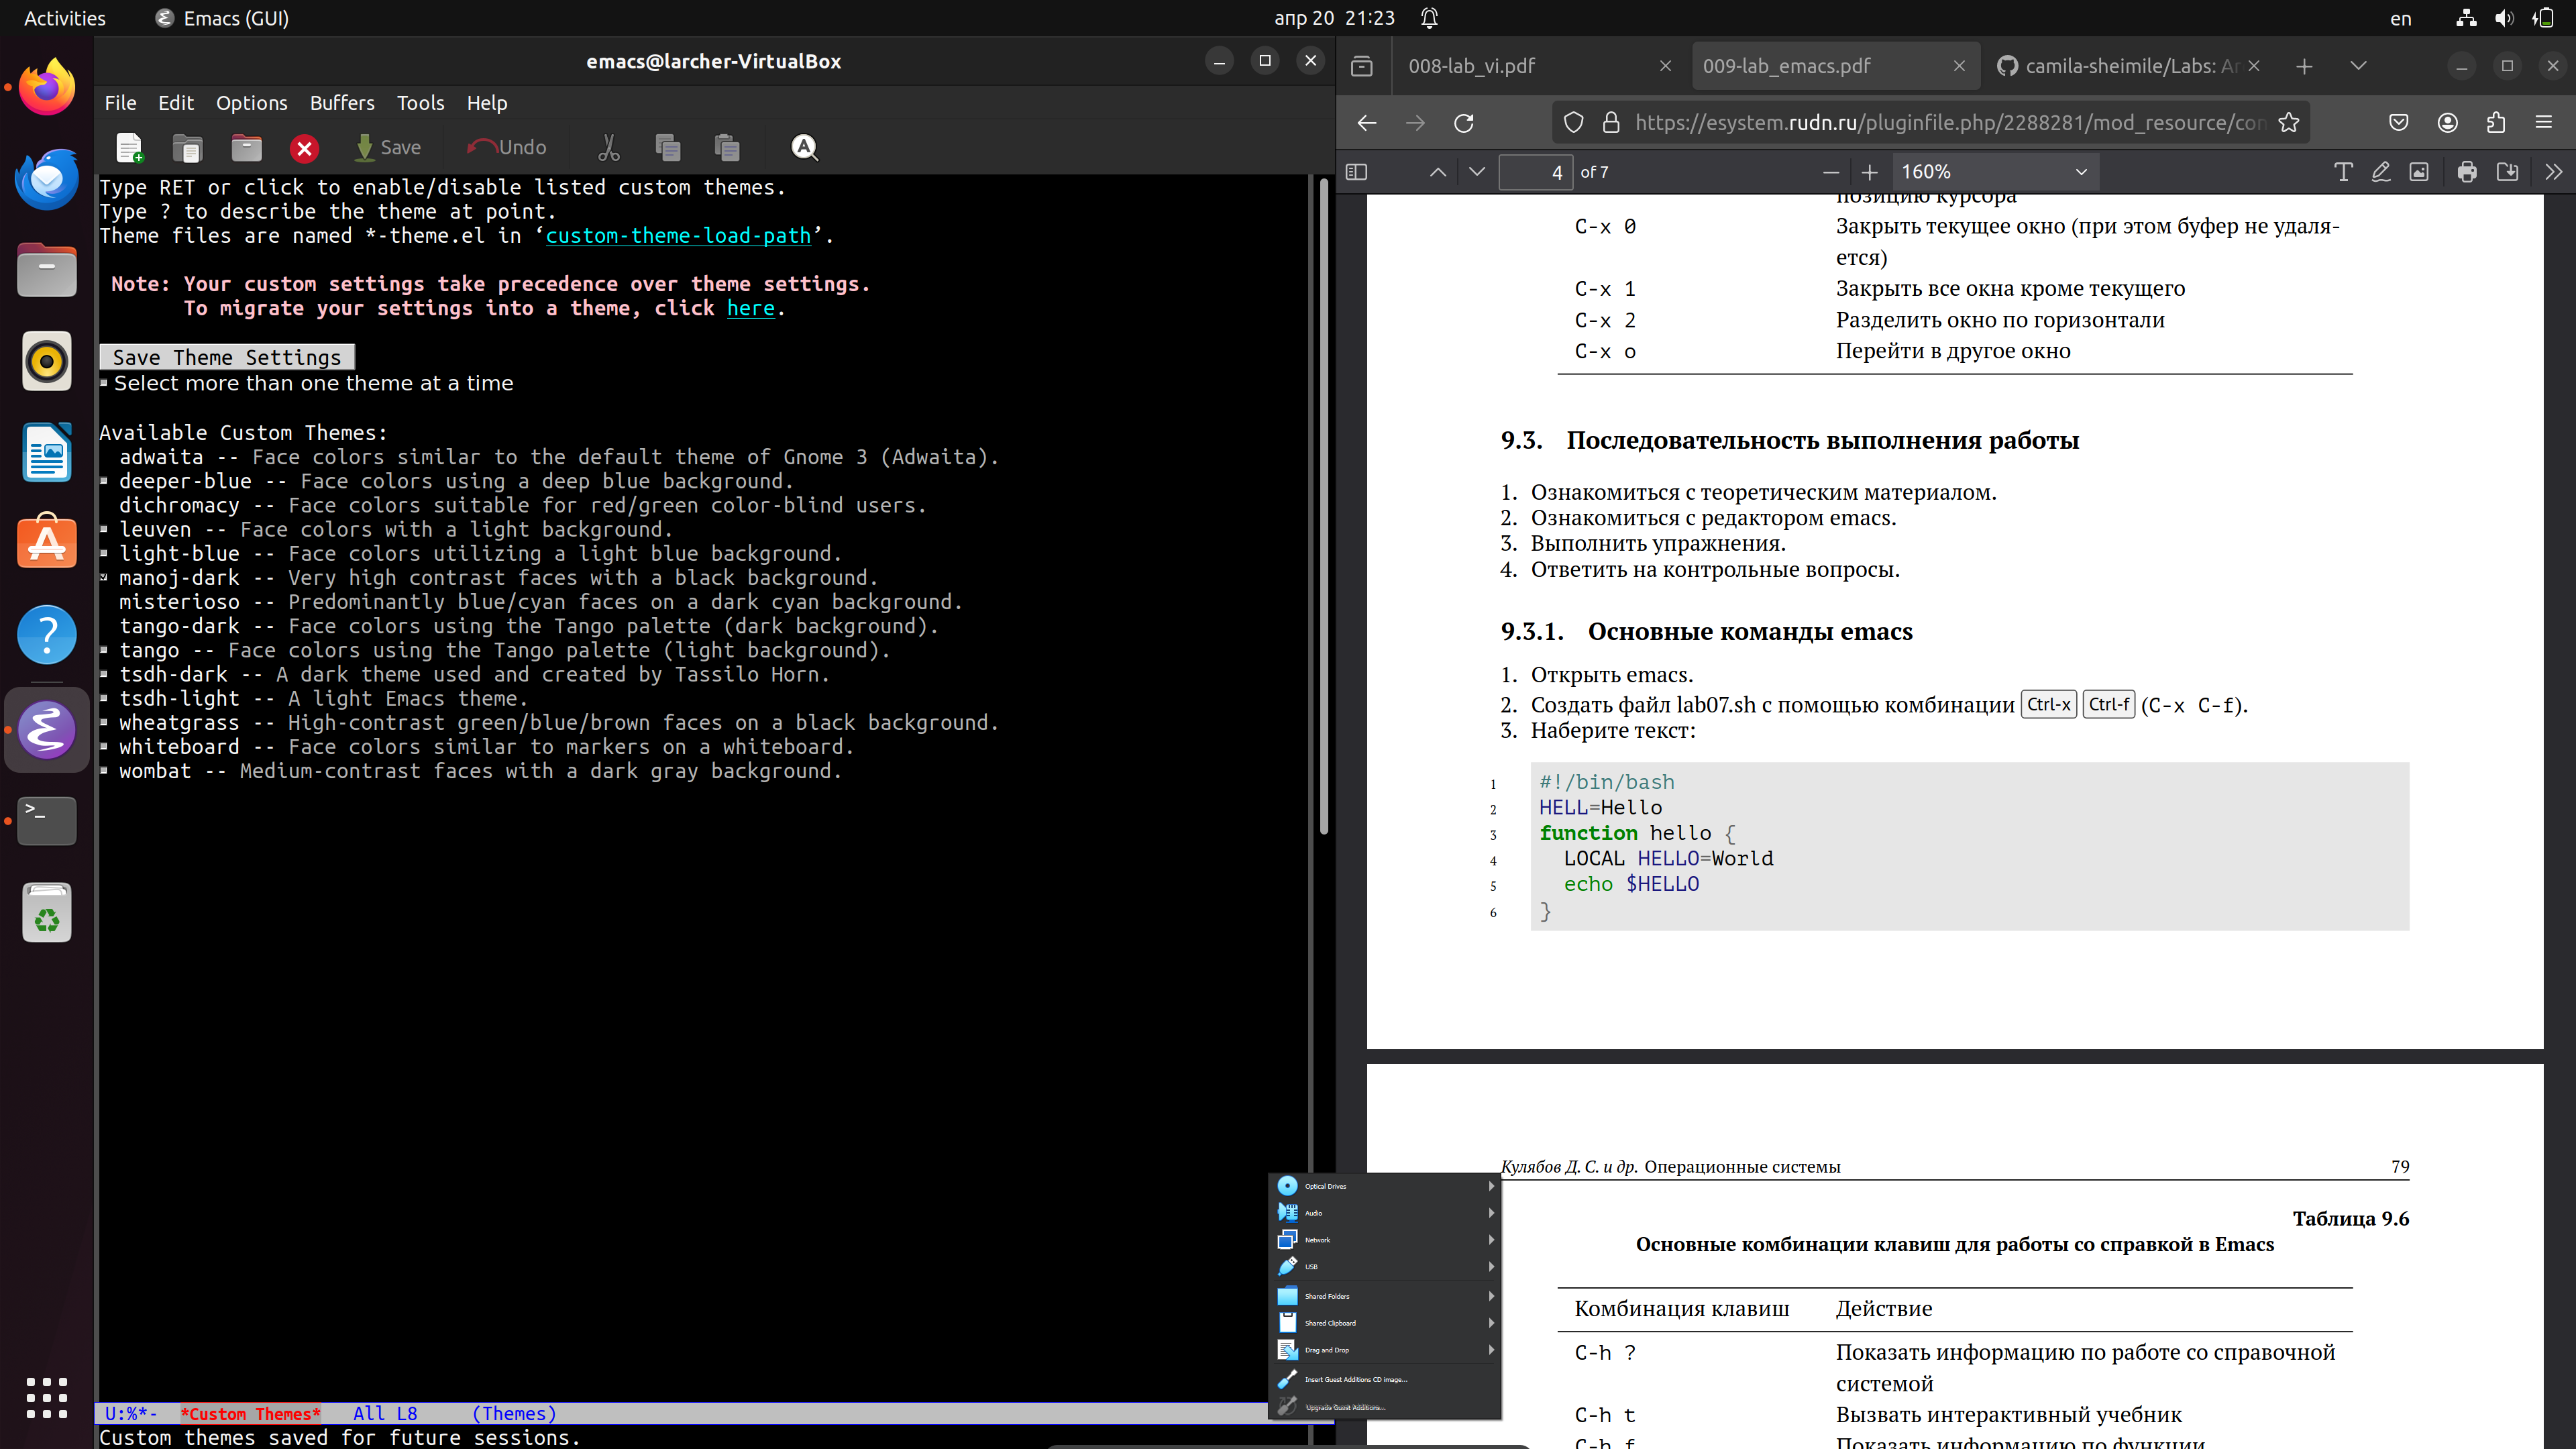 Activities
Emacs (GUI)
апр 20 21:23
en
emacs@larcher-VirtualBox
File Edit Options Buffers Tools Help
Save
Undo
Type RET or click to enable/disable listed custom themes.
Type ? to describe the theme at point.
Theme files are named *-theme.el in ‘custom-theme-load-path’.
Note: Your custom settings take precedence over theme settings.
To migrate your settings into a theme, click here.
Save Theme Settings
Select more than one theme at a time
Available Custom Themes:
adwaita -- Face colors similar to the default theme of Gnome 3 (Adwaita).
deeper-blue -- Face colors using a deep blue background.
dichromacy -- Face colors suitable for red/green color-blind users.
leuven -- Face colors with a light background.
light-blue -- Face colors utilizing a light blue background.
manoj-dark -- Very high contrast faces with a black background.
misterioso -- Predominantly blue/cyan faces on a dark cyan background.
tango-dark -- Face colors using the Tango palette (dark background).
tango -- Face colors using the Tango palette (light background).
tsdh-dark -- A dark theme used and created by Tassilo Horn.
tsdh-light -- A light Emacs theme.
wheatgrass -- High-contrast green/blue/brown faces on a black background.
whiteboard -- Face colors similar to markers on a whiteboard.
wombat -- Medium-contrast faces with a dark gray background.
U:%*- *Custom Themes* All L8 (Themes)
Custom themes saved for future sessions.
Optical Drives
Audio
Network
USB
Shared Folders
Shared Clipboard
Drag and Drop
Insert Guest Additions CD image...
Upgrade Guest Additions...
008-lab_vi.pdf
009-lab_emacs.pdf
camila-sheimile/Labs: Ar
https://esystem.rudn.ru/pluginfile.php/2288281/mod_resource/con
4 of 7
160%
позицию курсора
C-x 0 Закрыть текущее окно (при этом буфер не удаля-
ется)
C-x 1 Закрыть все окна кроме текущего
C-x 2 Разделить окно по горизонтали
C-x o Перейти в другое окно
9.3. Последовательность выполнения работы
1. Ознакомиться с теоретическим материалом.
2. Ознакомиться с редактором emacs.
3. Выполнить упражнения.
4. Ответить на контрольные вопросы.
9.3.1. Основные команды emacs
1. Открыть emacs.
2. Создать файл lab07.sh с помощью комбинации Ctrl-x Ctrl-f (C-x C-f).
3. Наберите текст:
1 #!/bin/bash
2 HELL=Hello
3 function hello {
4 LOCAL HELLO=World
5 echo $HELLO
6 }
Кулябов Д. С. и др. Операционные системы 79
Таблица 9.6
Основные комбинации клавиш для работы со справкой в Emacs
Комбинация клавиш Действие
C-h ? Показать информацию по работе со справочной
системой
C-h t Вызвать интерактивный учебник
C-h f Показать информацию по функции